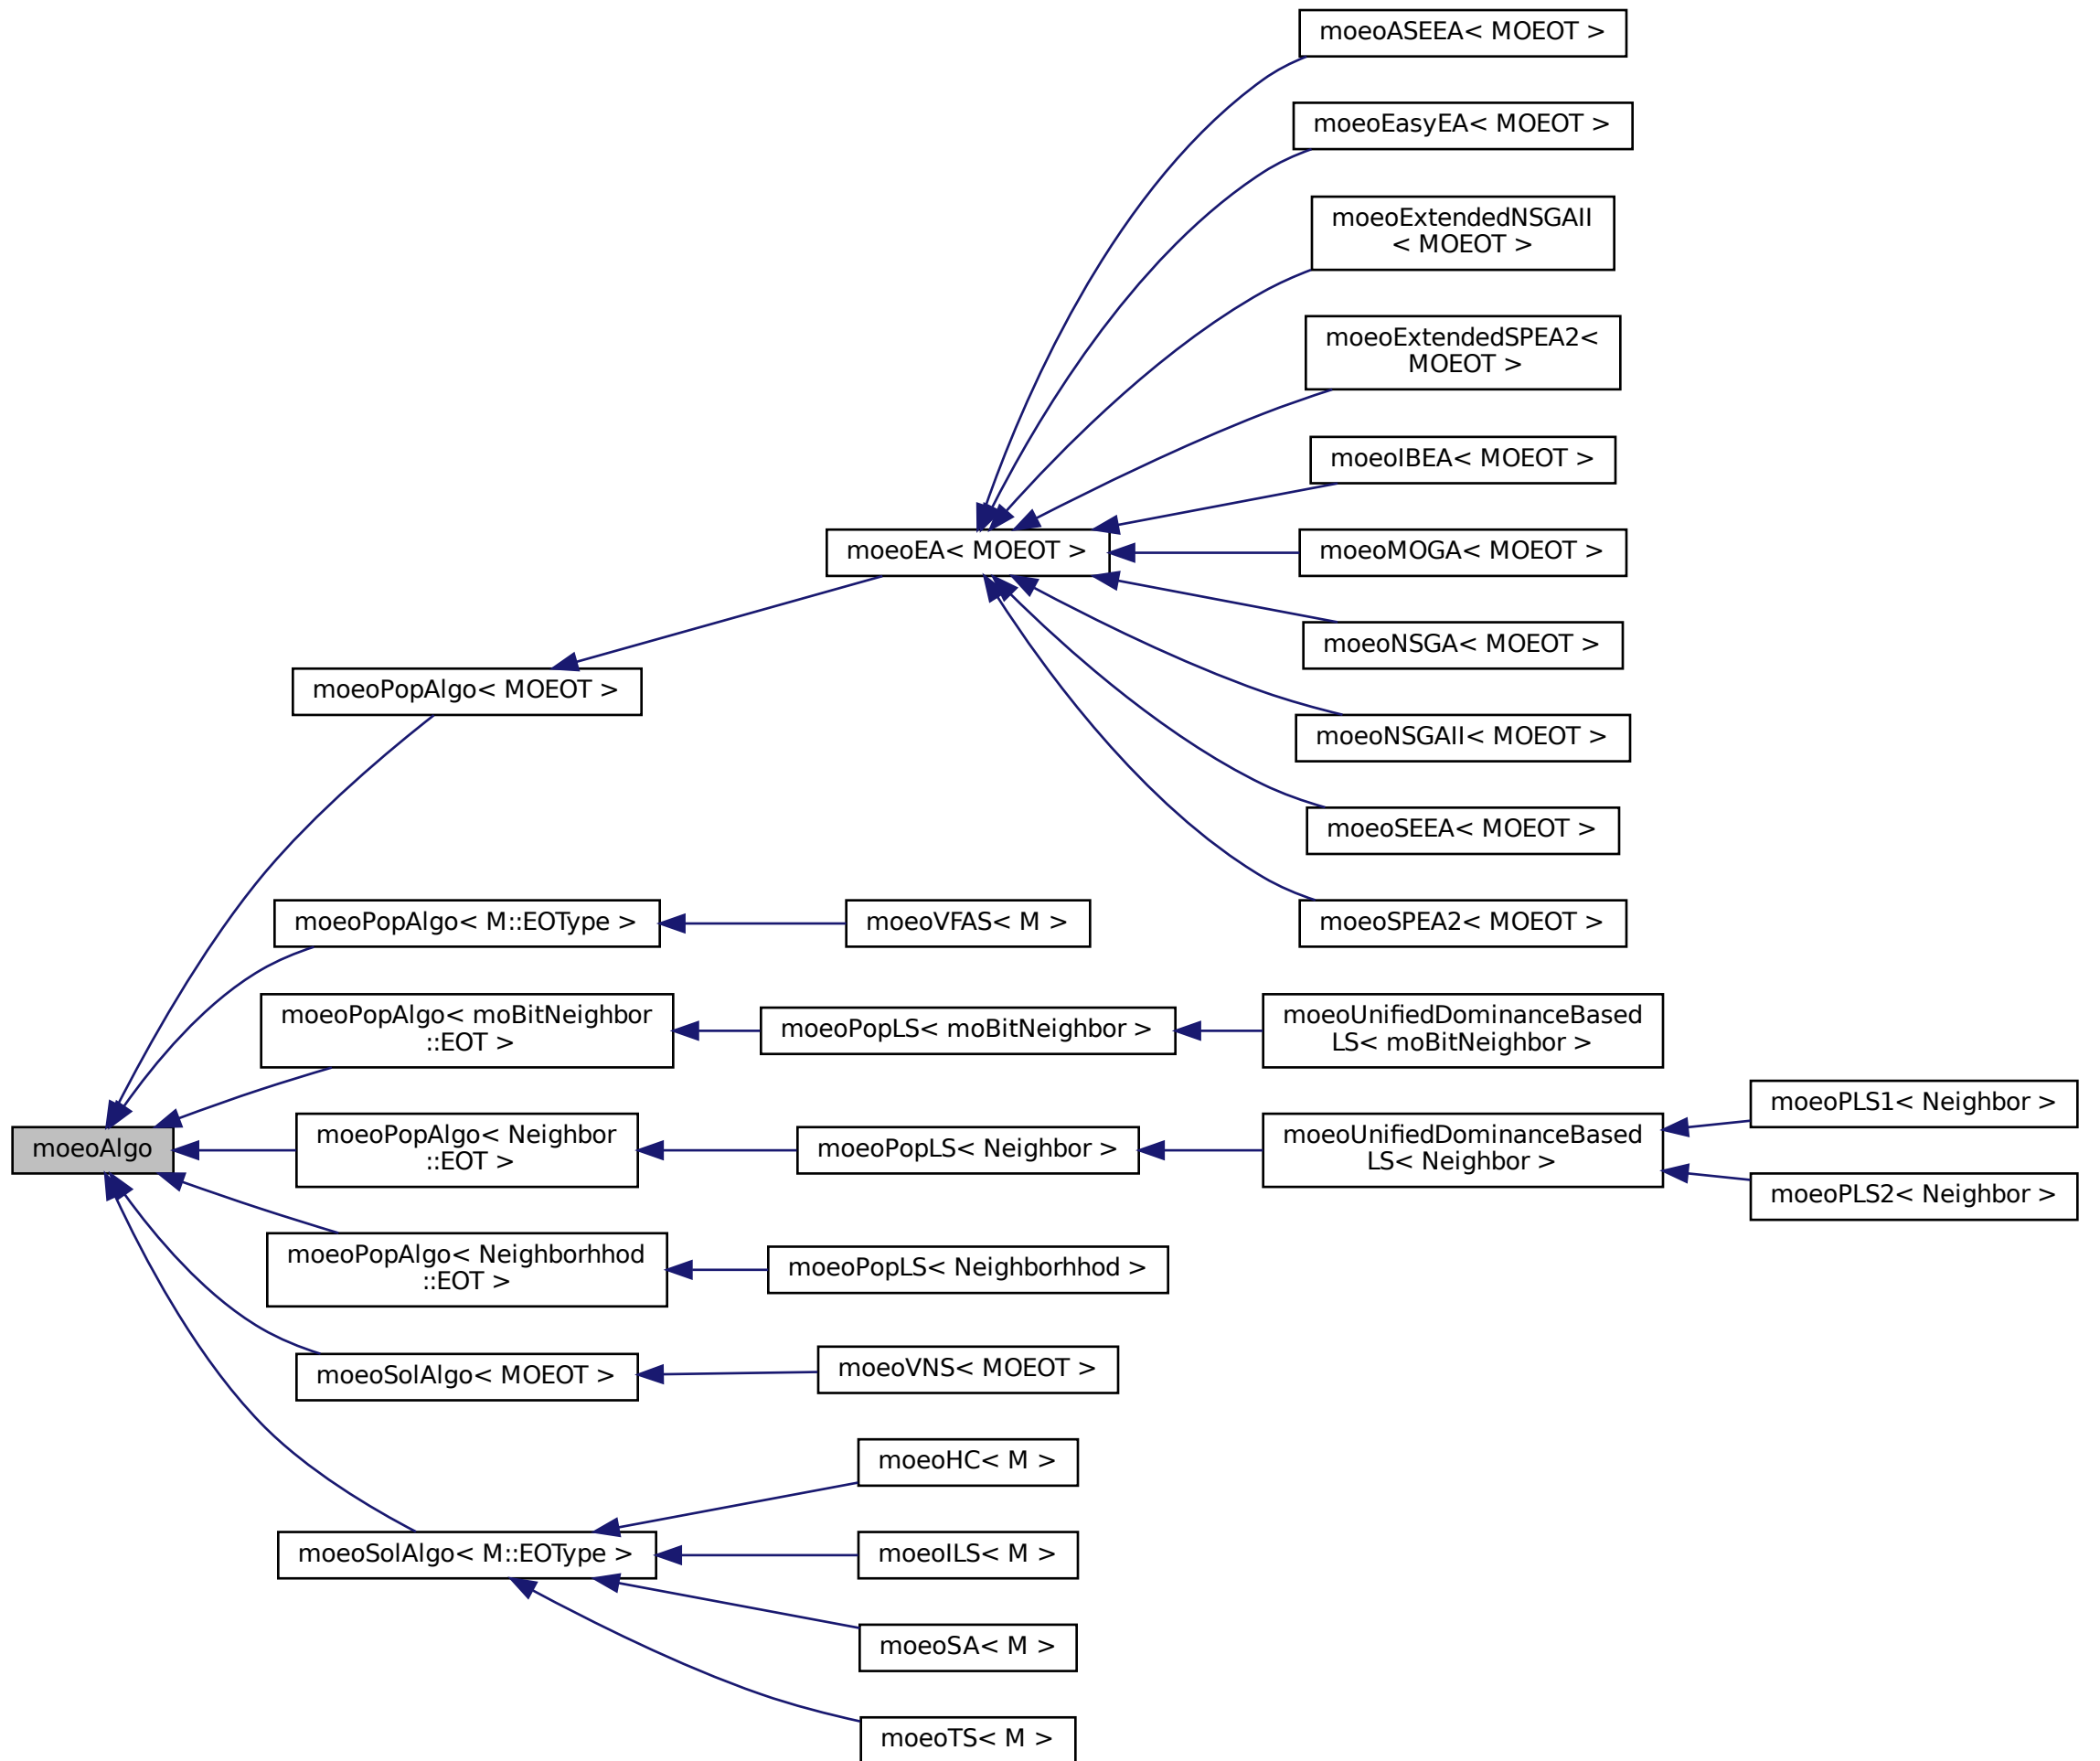 moeoASEEA< MOEOT >
moeoEasyEA< MOEOT >
moeoExtendedNSGAII
< MOEOT >
moeoExtendedSPEA2<
MOEOT >
moeoIBEA< MOEOT >
moeoEA< MOEOT >
moeoMOGA< MOEOT >
moeoNSGA< MOEOT >
moeoPopAlgo< MOEOT >
moeoNSGAII< MOEOT >
moeoSEEA< MOEOT >
moeoPopAlgo< M::EOType >
moeoVFAS< M >
moeoSPEA2< MOEOT >
moeoPopAlgo< moBitNeighbor
::EOT >
moeoPopLS< moBitNeighbor >
moeoUnifiedDominanceBased
LS< moBitNeighbor >
moeoPLS1< Neighbor >
moeoAlgo
moeoPopAlgo< Neighbor
::EOT >
moeoPopLS< Neighbor >
moeoUnifiedDominanceBased
LS< Neighbor >
moeoPLS2< Neighbor >
moeoPopAlgo< Neighborhhod
::EOT >
moeoPopLS< Neighborhhod >
moeoSolAlgo< MOEOT >
moeoVNS< MOEOT >
moeoHC< M >
moeoSolAlgo< M::EOType >
moeoILS< M >
moeoSA< M >
moeoTS< M >